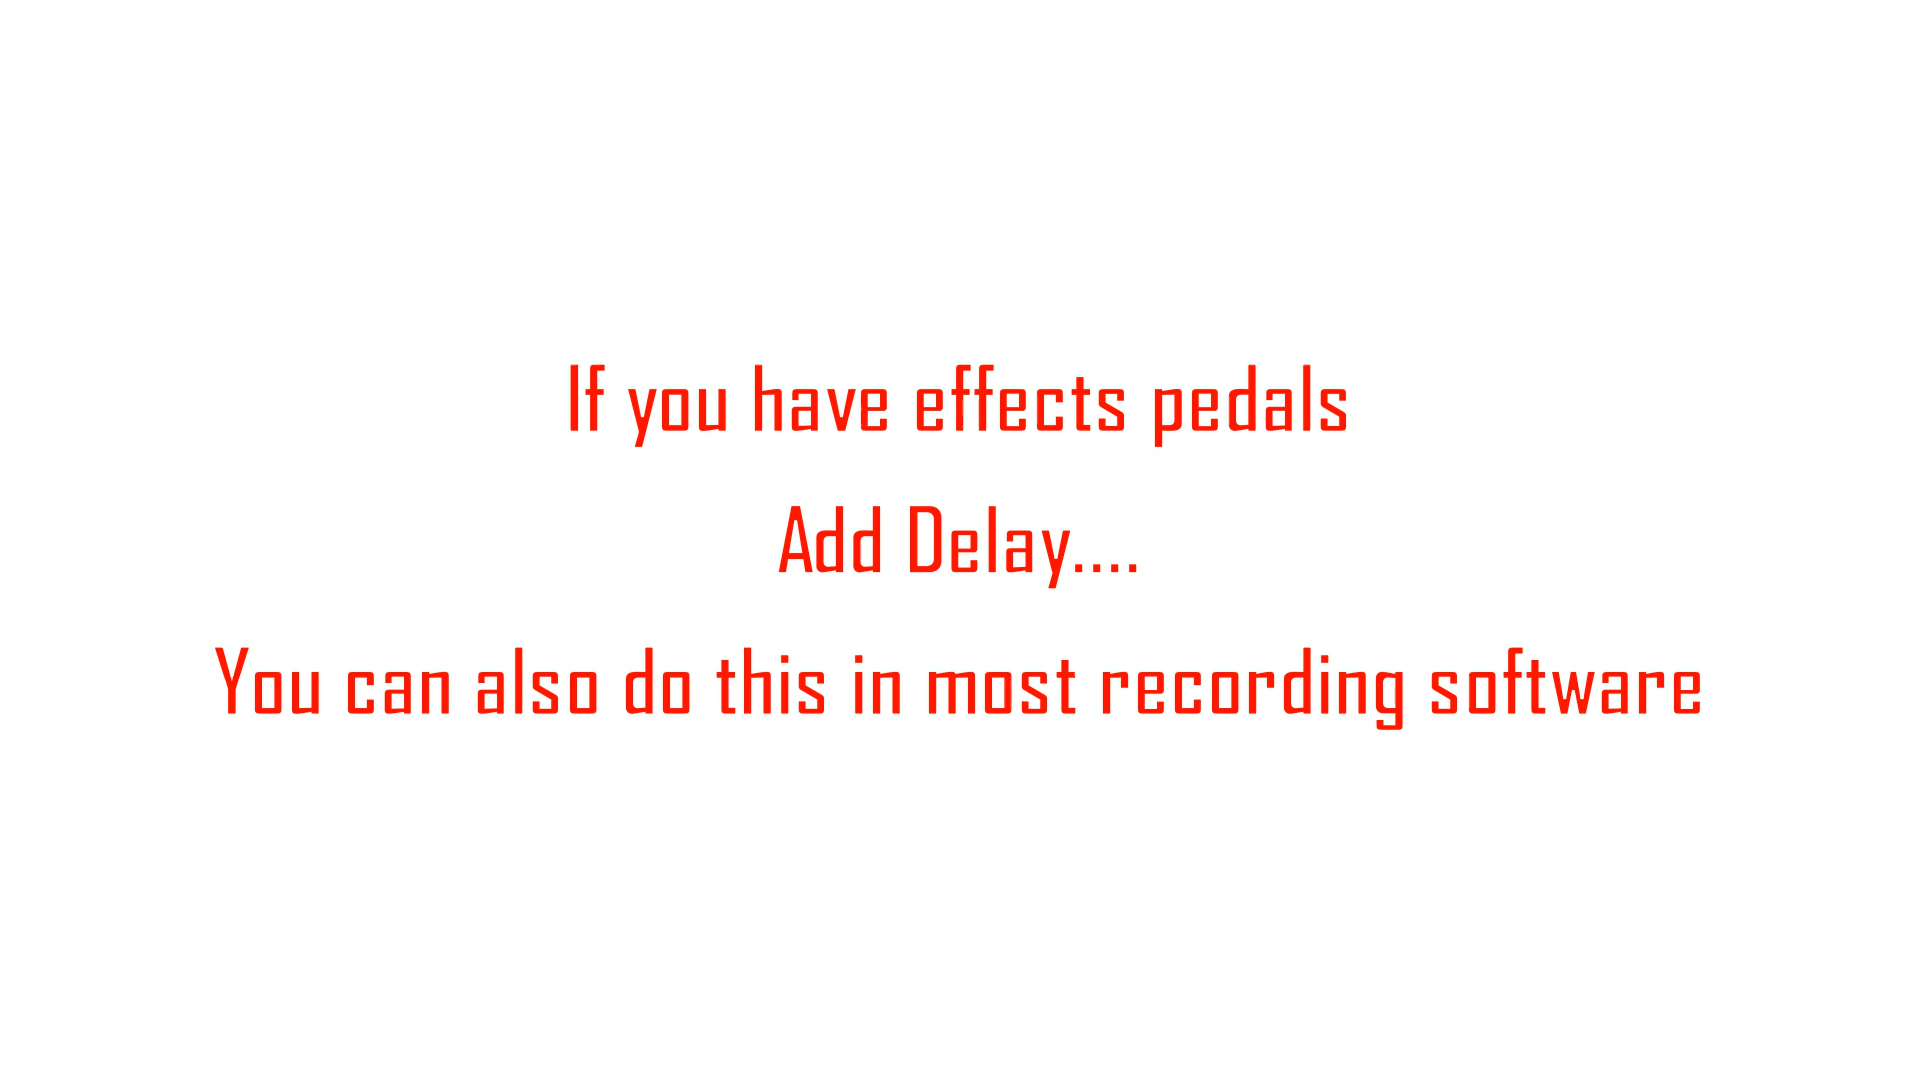 If you have effects pedals
Add Delay....
You can also do this in most recording software